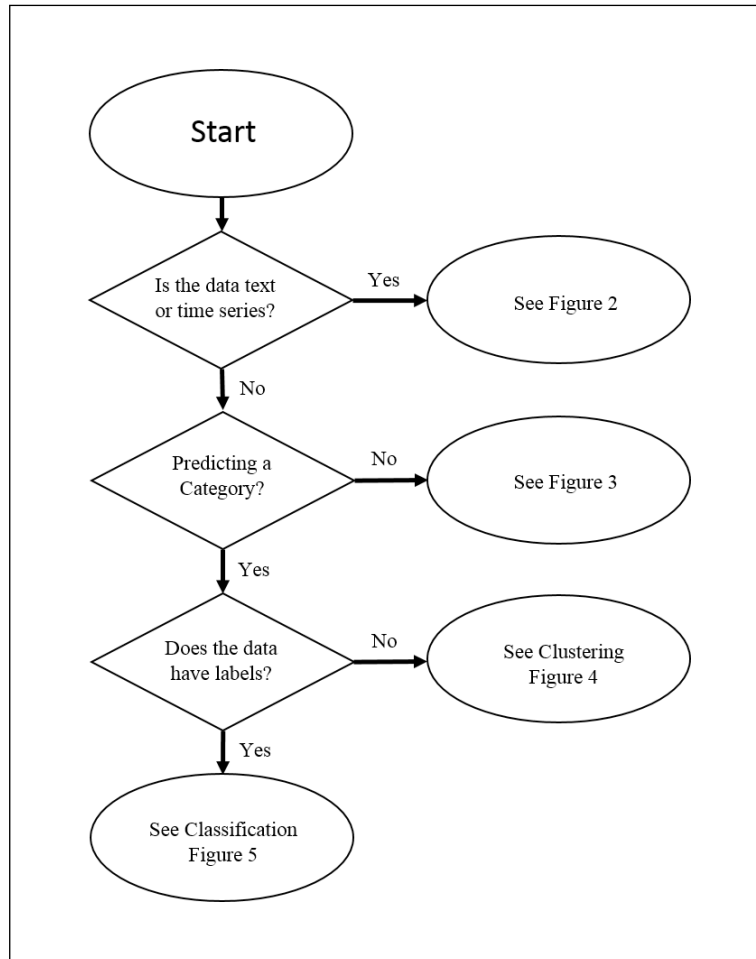 Start
Is the data text
or time series?
Yes
See Figure 2
No
Predicting a
Category?
No
See Figure 3
Yes
Does the data
have labels?
No
See Clustering
Figure 4
Yes
See Classification
Figure 5